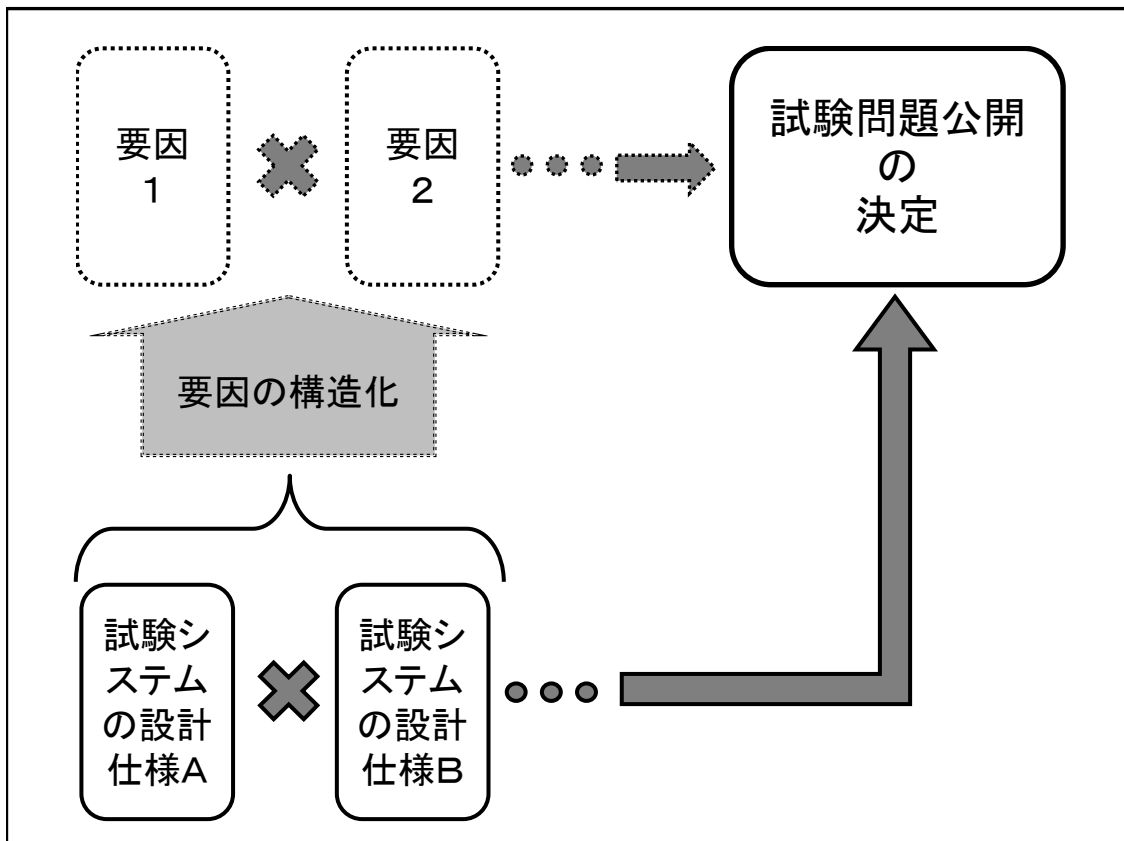 要因
1
要因
2
試験問題公開
の
決定
要因の構造化
試験シ
ステム
の設計
仕様A
試験シ
ステム
の設計
仕様B